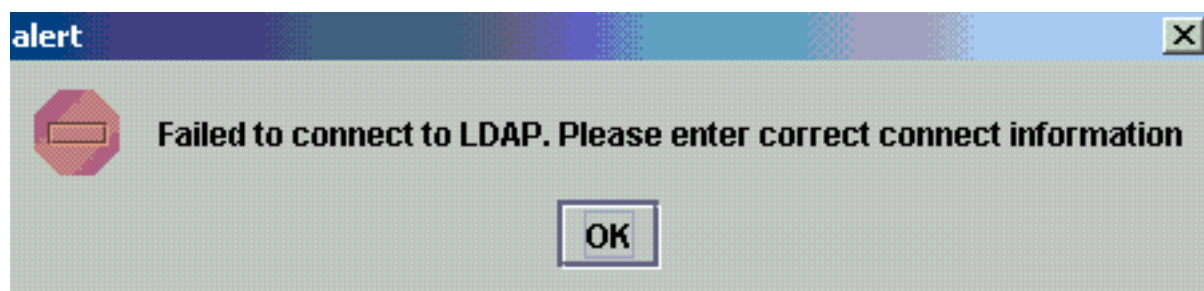 alert
Failed to connect to LDAP. Please enter correct connect information
OK